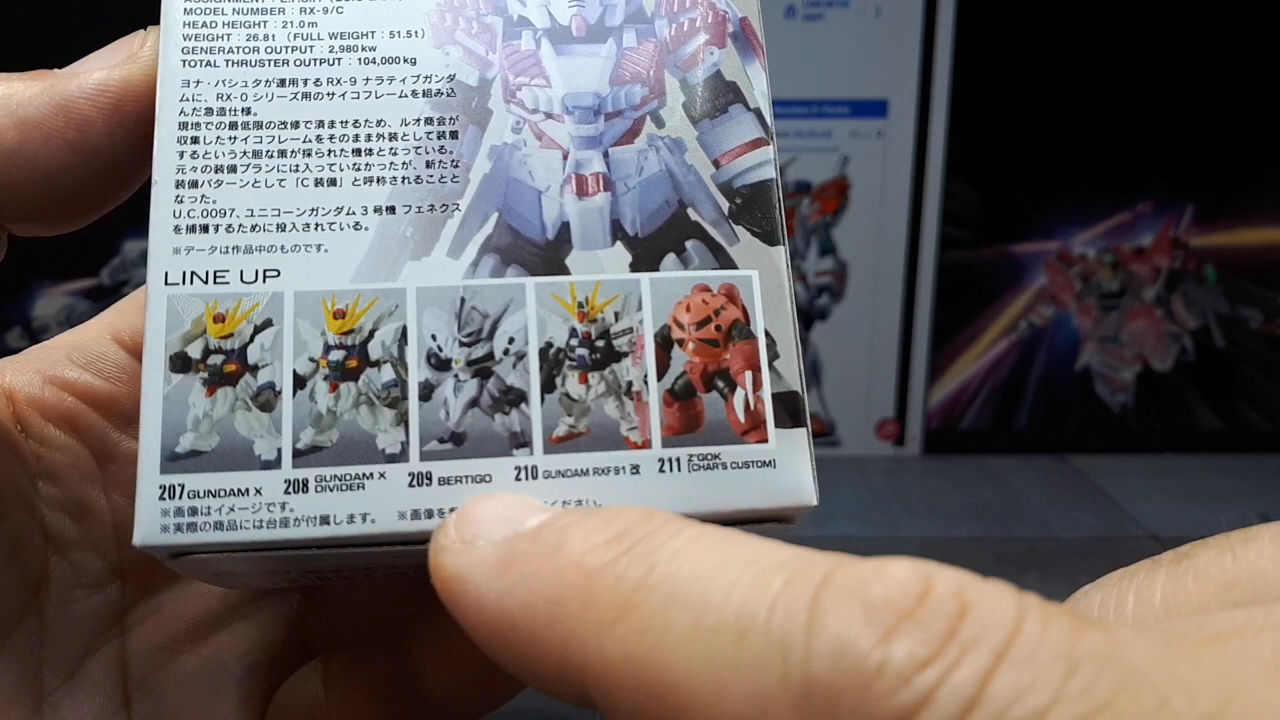 MODEL NUMBER : RX-9/C
HEAD HEIGHT : 21.0m
WEIGHT : 26.8t (FULL WEIGHT : 51.5t)
GENERATOR OUTPUT : 2,980kw
TOTAL THRUSTER OUTPUT : 104,000kg
ヨナ・バシュタが運用するRX-9 ナラティブガンダ
ムに、RX-0 シリーズ用のサイコフレームを組み込
んだ急造仕様。
現地での最低限の改修で済ませるため、ルオ商会が
収集したサイコフレームをそのまま外装として装着
するという大胆な策が採られた機体となっている。
元々の装備プランには入っていなかったが、新たな
装備パターンとして「C 装備」と呼称されることと
なった。
U.C.0097、ユニコーンガンダム 3 号機 フェネクス
を捕獲するために投入されている。
※データは作品中のものです。
LINE UP
207 GUNDAM X
208 GUNDAM X
DIVIDER
209 BERTIGO
210 GUNDAM RXF91 改
211 Z'GOK
[CHAR'S CUSTOM]
※画像はイメージです。
※実際の商品には台座が付属します。 ※画像を
ください。